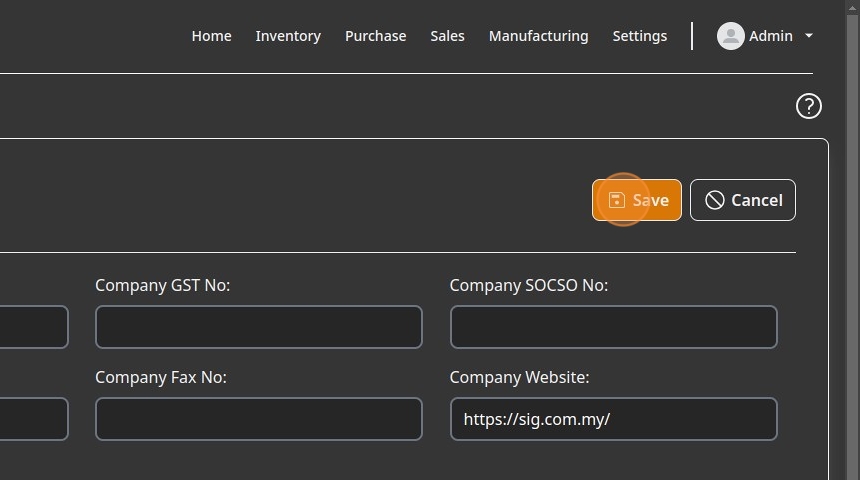 Home Inventory Purchase Sales Manufacturing Settings Admin
Save Cancel
Company GST No: Company SOCSO No:
Company Fax No: Company Website:
https://sig.com.my/